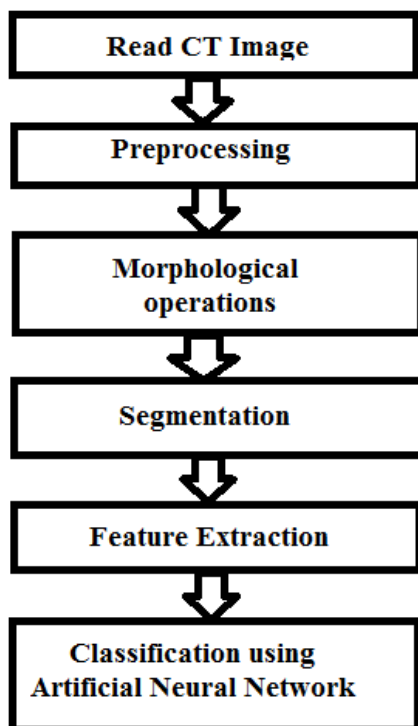 Read CT Image
Preprocessing
Morphological
operations
Segmentation
Feature Extraction
Classification using
Artificial Neural Network